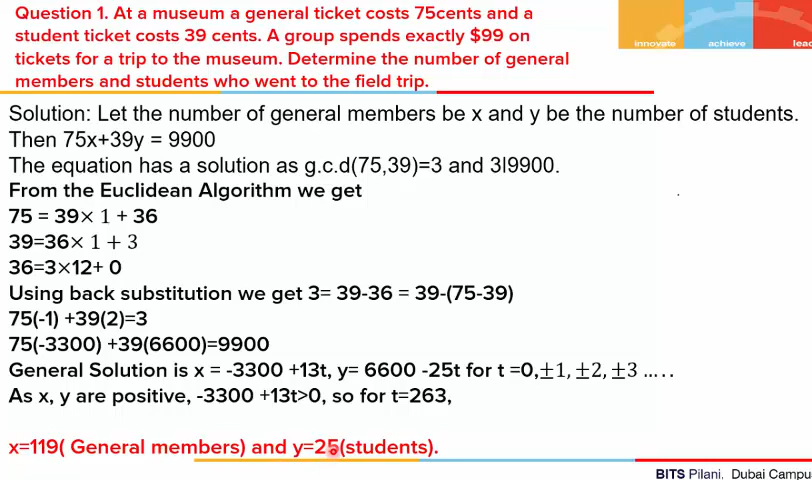 Question 1. At a museum a general ticket costs 75cents and a
student ticket costs 39 cents. A group spends exactly $99 on
tickets for a trip to the museum. Determine the number of general
members and students who went to the field trip.
innovate achieve lead
Solution: Let the number of general members be x and y be the number of students.
Then 75x+39y = 9900
The equation has a solution as g.c.d(75,39)=3 and 3l9900.
From the Euclidean Algorithm we get
75 = 39× 1 + 36
39=36× 1 + 3
36=3×12+ 0
Using back substitution we get 3= 39-36 = 39-(75-39)
75(-1) +39(2)=3
75(-3300) +39(6600)=9900
General Solution is x = -3300 +13t, y= 6600 -25t for t =0,±1, ±2, ±3 .....
As x, y are positive, -3300 +13t>0, so for t=263,
x=119( General members) and y=25(students).
BITS Pilani, Dubai Campu